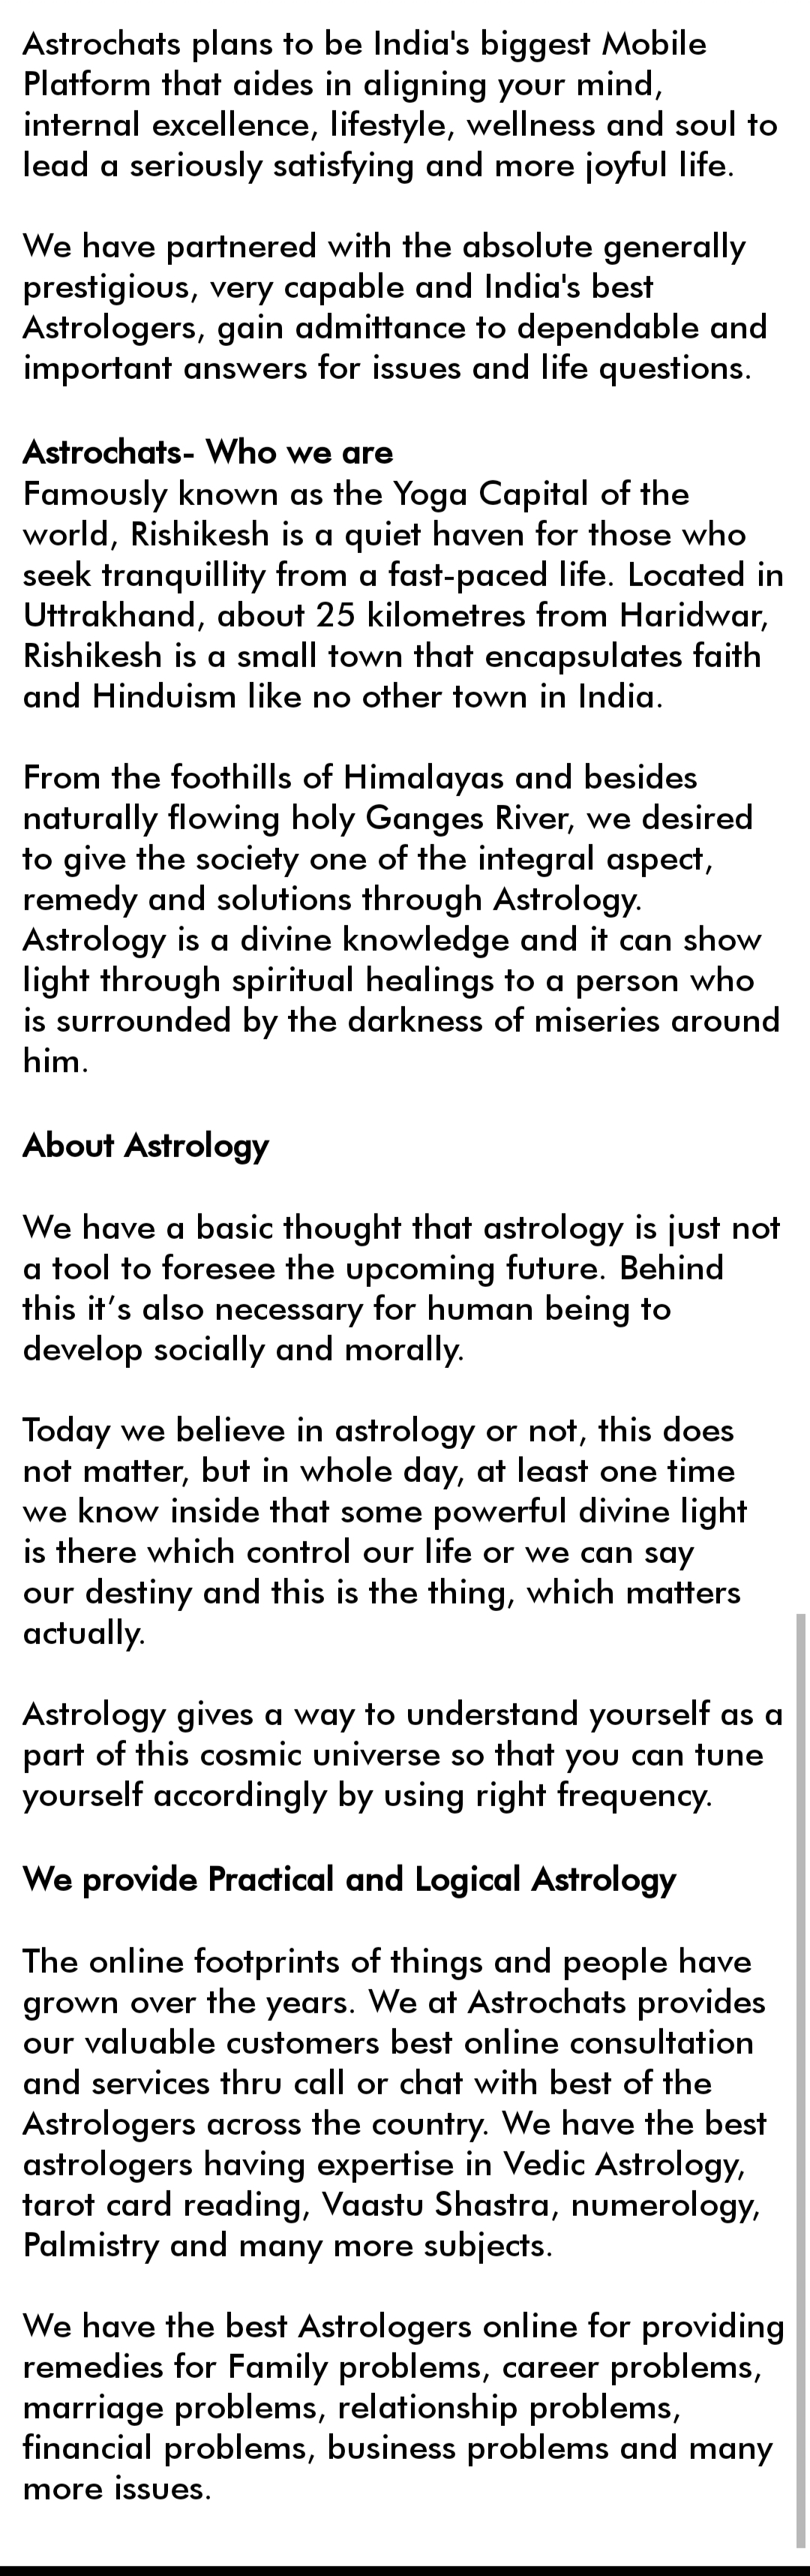 Astrochats plans to be India's biggest Mobile
Platform that aides in aligning your mind,
internal excellence, lifestyle, wellness and soul to
lead a seriously satisfying and more joyful life.
We have partnered with the absolute generally
prestigious, very capable and India's best
Astrologers, gain admittance to dependable and
important answers for issues and life questions.
Astrochats- Who we are
Famously known as the Yoga Capital of the
world, Rishikesh is a quiet haven for those who
seek tranquillity from a fast-paced life. Located in
Uttrakhand, about 25 kilometres from Haridwar,
Rishikesh is a small town that encapsulates faith
and Hinduism like no other town in India.
From the foothills of Himalayas and besides
naturally flowing holy Ganges River, we desired
to give the society one of the integral aspect,
remedy and solutions through Astrology.
Astrology is a divine knowledge and it can show
light through spiritual healings to a person who
is surrounded by the darkness of miseries around
him.
About Astrology
We have a basic thought that astrology is just not
a tool to foresee the upcoming future. Behind
this it’s also necessary for human being to
develop socially and morally.
Today we believe in astrology or not, this does
not matter, but in whole day, at least one time
we know inside that some powerful divine light
is there which control our life or we can say
our destiny and this is the thing, which matters
actually.
Astrology gives a way to understand yourself as a
part of this cosmic universe so that you can tune
yourself accordingly by using right frequency.
We provide Practical and Logical Astrology
The online footprints of things and people have
grown over the years. We at Astrochats provides
our valuable customers best online consultation
and services thru call or chat with best of the
Astrologers across the country. We have the best
astrologers having expertise in Vedic Astrology,
tarot card reading, Vaastu Shastra, numerology,
Palmistry and many more subjects.
We have the best Astrologers online for providing
remedies for Family problems, career problems,
marriage problems, relationship problems,
financial problems, business problems and many
more issues.